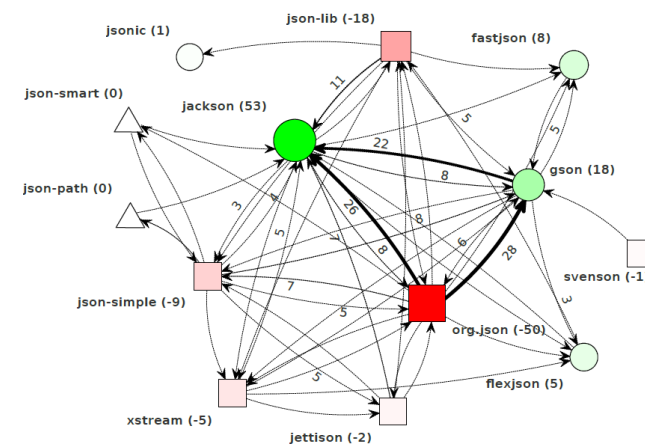 json-lib (-18)
jsonic (1)
fastjson (8)
json-smart (0)
11
jackson (53)
5
5
22
json-path (0)
8
gson (18)
4
3
26
8
5
7
8
6
28
svenson (-1
7
json-simple (-9)
5
3
org.json (-50)
5
flexjson (5)
xstream (-5)
jettison (-2)